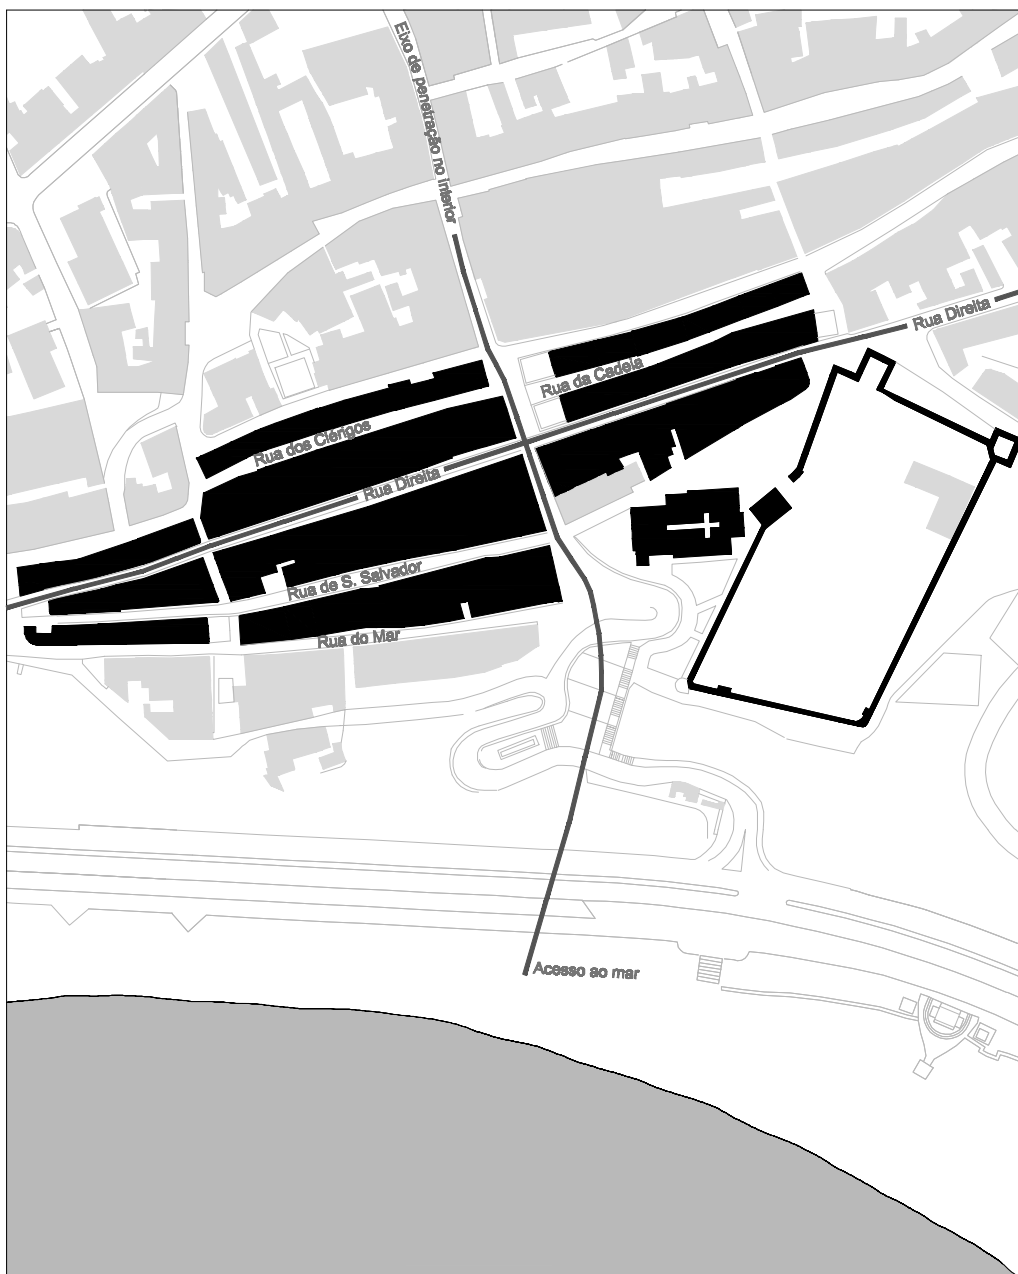 Eixo de penetração no interior
Rua Direita
Rua da Cadeia
Rua dos Clérigos
Rua Direita
Rua de S. Salvador
Rua do Mar
Acesso ao mar